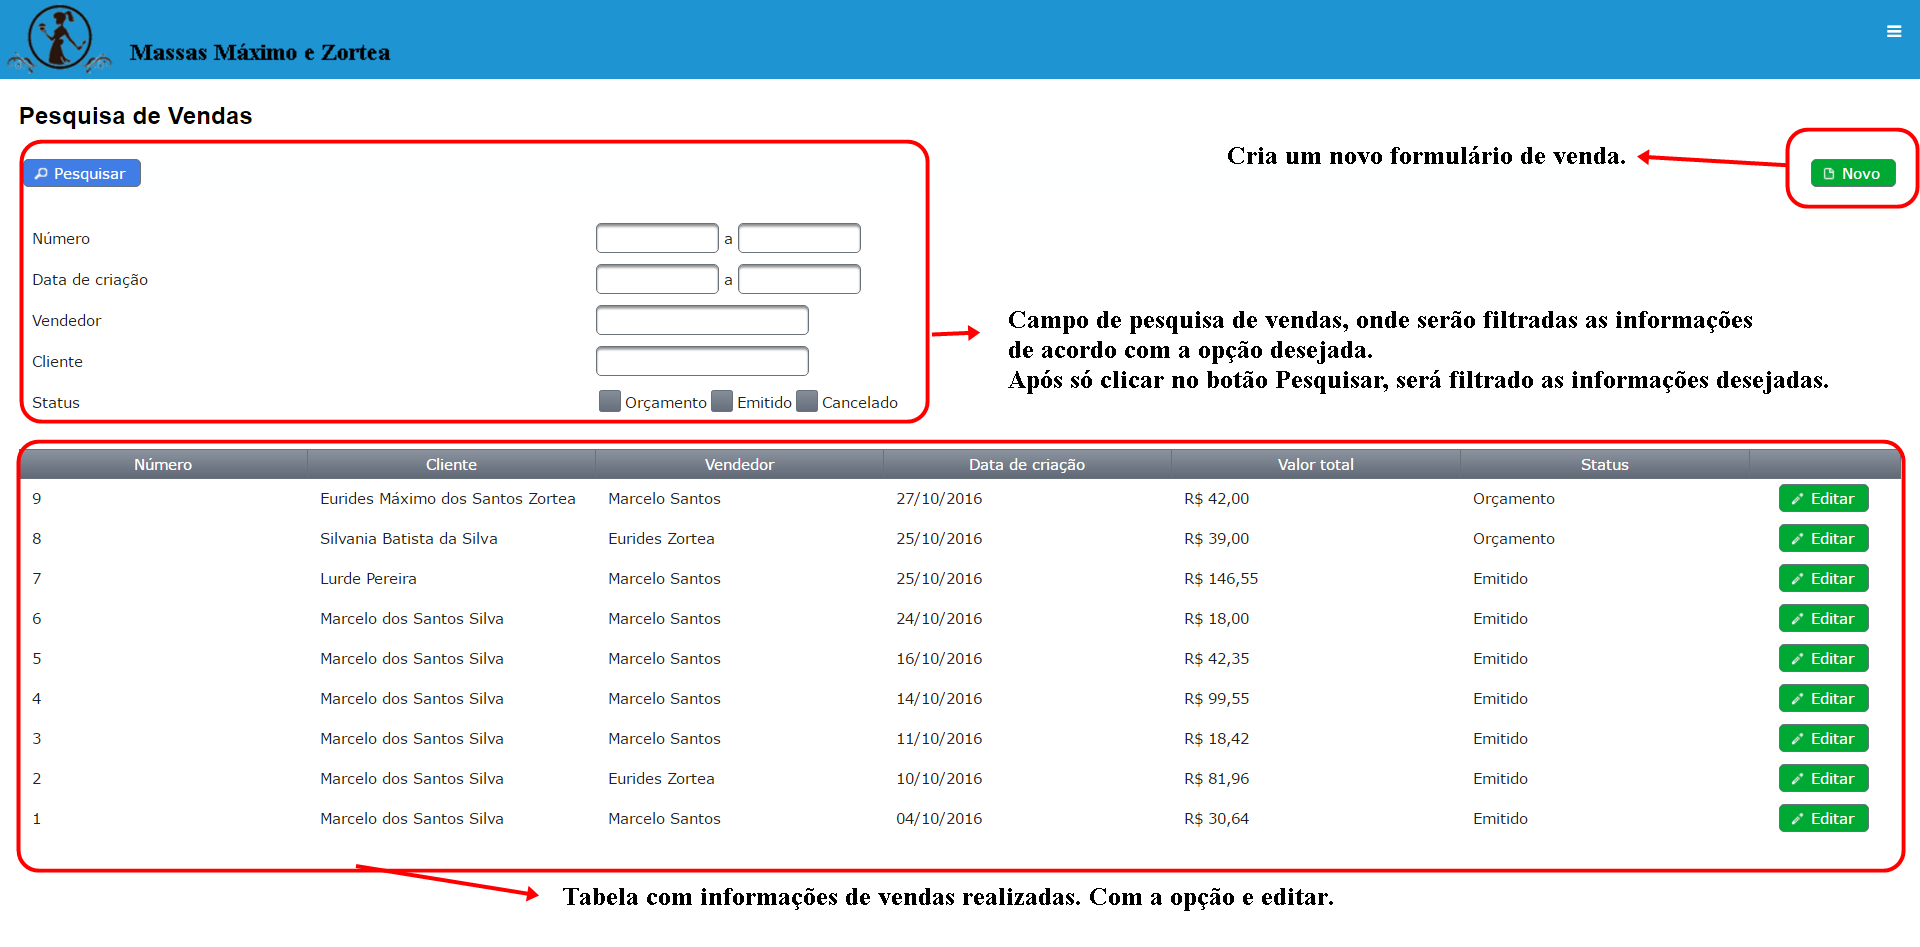 Massas Máximo e Zortea
Pesquisa de Vendas
Pesquisar
Cria um novo formulário de venda.
Novo
Número a
Data de criação a
Vendedor
Cliente
Status Orçamento Emitido Cancelado
Campo de pesquisa de vendas, onde serão filtradas as informações
de acordo com a opção desejada.
Após só clicar no botão Pesquisar, será filtrado as informações desejadas.
Número Cliente Vendedor Data de criação Valor total Status
9 Eurides Máximo dos Santos Zortea Marcelo Santos 27/10/2016 R$ 42,00 Orçamento Editar
8 Silvania Batista da Silva Eurides Zortea 25/10/2016 R$ 39,00 Orçamento Editar
7 Lurde Pereira Marcelo Santos 25/10/2016 R$ 146,55 Emitido Editar
6 Marcelo dos Santos Silva Marcelo Santos 24/10/2016 R$ 18,00 Emitido Editar
5 Marcelo dos Santos Silva Marcelo Santos 16/10/2016 R$ 42,35 Emitido Editar
4 Marcelo dos Santos Silva Marcelo Santos 14/10/2016 R$ 99,55 Emitido Editar
3 Marcelo dos Santos Silva Marcelo Santos 11/10/2016 R$ 18,42 Emitido Editar
2 Marcelo dos Santos Silva Eurides Zortea 10/10/2016 R$ 81,96 Emitido Editar
1 Marcelo dos Santos Silva Marcelo Santos 04/10/2016 R$ 30,64 Emitido Editar
Tabela com informações de vendas realizadas. Com a opção e editar.